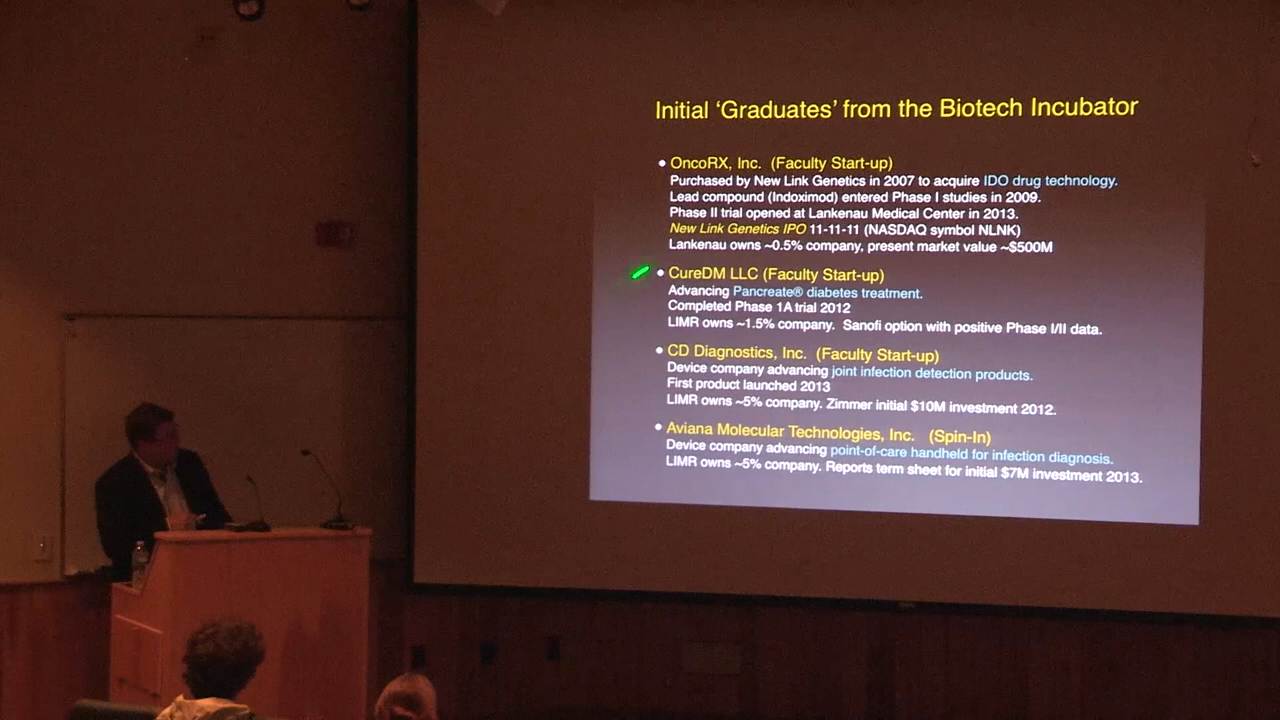 Initial ‘Graduates’ from the Biotech Incubator
• OncoRX, Inc. (Faculty Start-up)
Purchased by New Link Genetics in 2007 to acquire IDO drug technology.
Lead compound (Indoximod) entered Phase I studies in 2009.
Phase II trial opened at Lankenau Medical Center in 2013.
New Link Genetics IPO 11-11-11 (NASDAQ symbol NLNK)
Lankenau owns ~0.5% company, present market value ~$500M
• CureDM LLC (Faculty Start-up)
Advancing Pancreate® diabetes treatment.
Completed Phase 1A trial 2012
LIMR owns ~1.5% company. Sanofi option with positive Phase I/II data.
• CD Diagnostics, Inc. (Faculty Start-up)
Device company advancing joint infection detection products.
First product launched 2013
LIMR owns ~5% company. Zimmer initial $10M investment 2012.
• Aviana Molecular Technologies, Inc. (Spin-In)
Device company advancing point-of-care handheld for infection diagnosis.
LIMR owns ~5% company. Reports term sheet for initial $7M investment 2013.